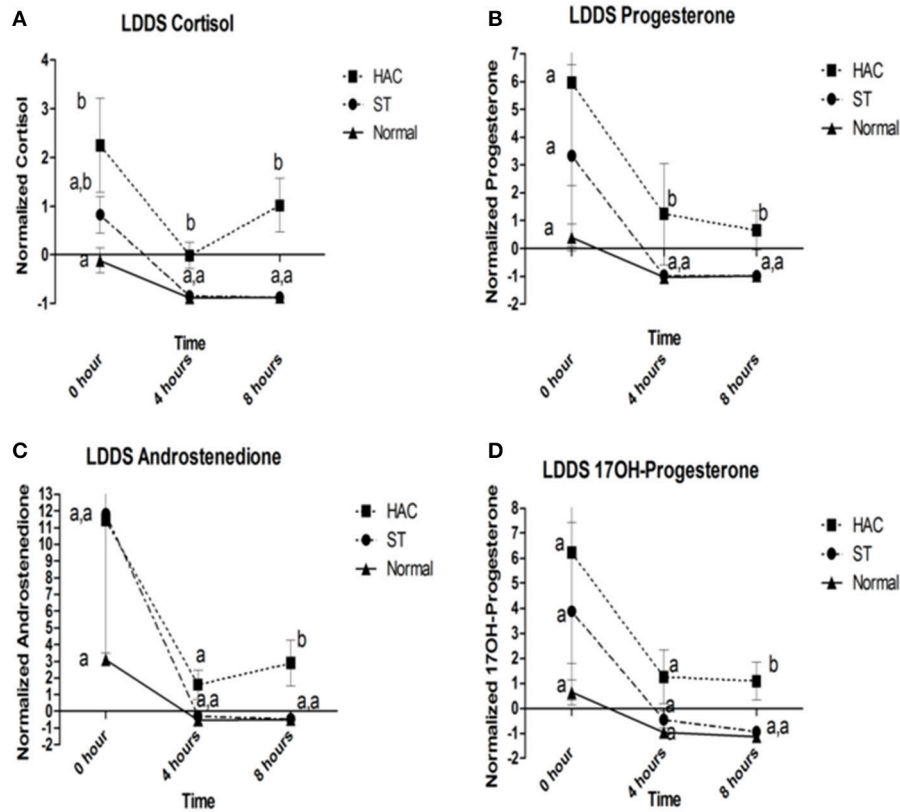 A
LDDS Cortisol
4
3
2
1
0
-1
Normalized Cortisol
b
a,b
a
b
a,a
b
a,a
HAC
ST
Normal
Time
0 hour
4 hours
8 hours
B
LDDS Progesterone
7
6
5
4
3
2
1
0
-1
-2
Normalized Progesterone
a
a
a
b
a,a
b
a,a
HAC
ST
Normal
Time
0 hour
4 hours
8 hours
C
LDDS Androstenedione
13
12
11
10
9
8
7
6
5
4
3
2
1
0
-1
-2
Normalized Androstenedione
a,a
a
a
a,a
b
a,a
HAC
ST
Normal
0 hour
4 hours
8 hours
Time
D
LDDS 17OH-Progesterone
8
7
6
5
4
3
2
1
0
-1
-2
Normalized 17OH-Progesterone
a
a
a
a
a
a
b
a,a
HAC
ST
Normal
0 hour
4 hours
8 hours
Time